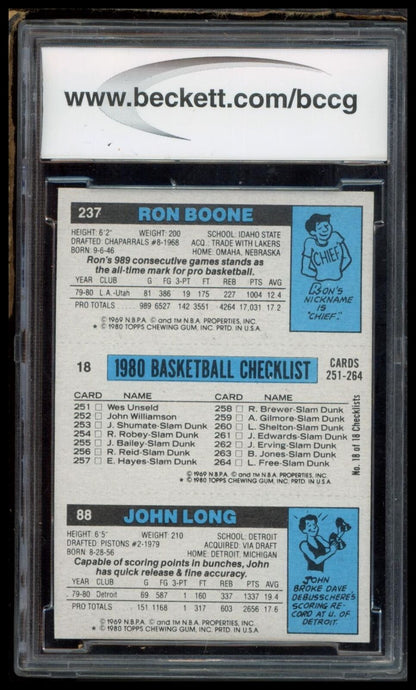 www.beckett.com/bccg
237 RON BOONE
HEIGHT: 6'2" WEIGHT: 200 SCHOOL: IDAHO STATE
DRAFTED: CHAPARRALS #8-1968 ACQ.: TRADE WITH LAKERS
BORN: 9-6-46 HOME: OMAHA, NEBRASKA
Ron's 989 consecutive games stands as
the all-time mark for pro basketball.
YEAR CLUB G FG 3-PT FT REB PTS AVG
79-80 L.A.-Utah 81 386 19 175 227 1004 12.4
PRO TOTALS 989 6527 142 3551 4264 17,031 17.2
©1969 N.B.P.A. © and TM N.B.A. PROPERTIES, INC.
* © 1980 TOPPS CHEWING GUM, INC. PRTD. IN U.S.A.
CHIEF
RON'S
NICKNAME
IS
"CHIEF."
18 1980 BASKETBALL CHECKLIST CARDS
251-264
CARD NAME CARD NAME
251 Wes Unseld
252 John Williamson
253 J. Shumate-Slam Dunk
254 R. Robey-Slam Dunk
255 J. Bailey-Slam Dunk
256 R. Reid-Slam Dunk
257 E. Hayes-Slam Dunk
258 R. Brewer-Slam Dunk
259 A. Gilmore-Slam Dunk
260 L. Shelton-Slam Dunk
261 J. Edwards-Slam Dunk
262 J. Erving-Slam Dunk
263 B. Jones-Slam Dunk
264 L. Free-Slam Dunk
©1969 N.B.P.A. © and TM N.B.A. PROPERTIES, INC.
* © 1980 TOPPS CHEWING GUM, INC. PRTD. IN U.S.A.
No. 18 of 18 Checklists
88 JOHN LONG
HEIGHT: 6'5" WEIGHT: 210 SCHOOL: DETROIT
DRAFTED: PISTONS #2-1979 ACQUIRED: VIA DRAFT
BORN: 8-28-56 HOME: DETROIT, MICHIGAN
Capable of scoring points in bunches, John
has quick release & fine accuracy.
YEAR CLUB G FG 3-PT FT REB PTS AVG
79-80 Detroit 69 587 1 160 337 1337 19.4
PRO TOTALS 151 1168 1 317 603 2656 17.6
©1969 N.B.P.A. © and TM N.B.A. PROPERTIES, INC.
* © 1980 TOPPS CHEWING GUM, INC. PRTD. IN U.S.A.
JOHN
BROKE DAVE
DEBUSSCHERE'S
SCORING RE-
CORD AT U. OF
DETROIT.